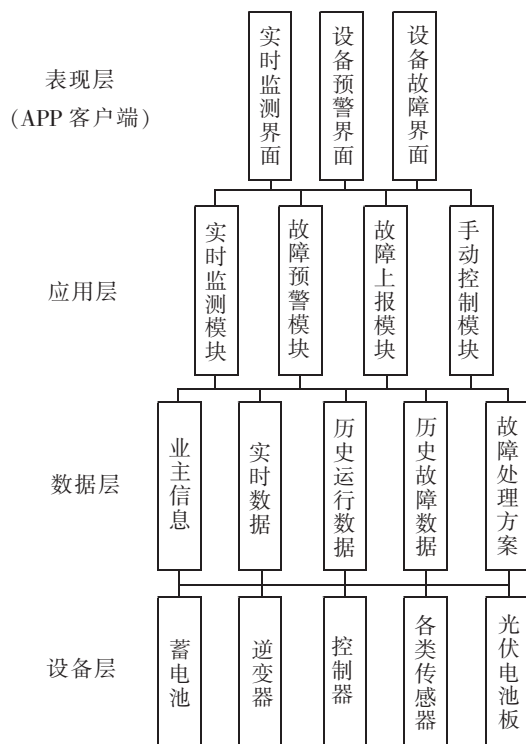 表现层
(APP 客户端)
实时监测界面
设备预警界面
设备故障界面
应用层
实时监测模块
故障预警模块
故障上报模块
手动控制模块
数据层
业主信息
实时数据
历史运行数据
历史故障数据
故障处理方案
设备层
蓄电池
逆变器
控制器
各类传感器
光伏电池板